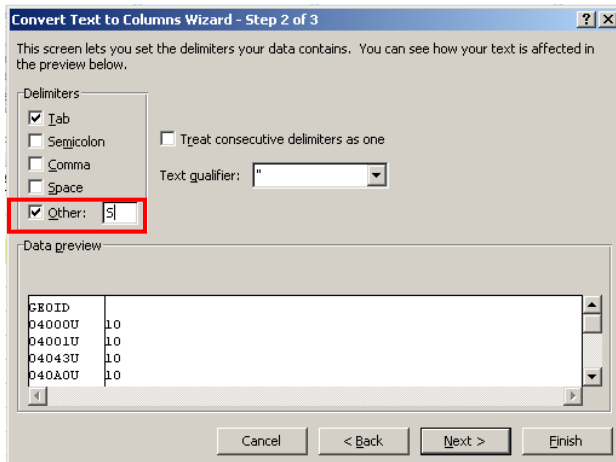 Convert Text to Columns Wizard - Step 2 of 3
This screen lets you set the delimiters your data contains. You can see how your text is affected in
the preview below.
Delimiters
Tab
Semicolon
Treat consecutive delimiters as one
Comma
Text qualifier: "
Space
Other: S
Data preview
GEOID
04000U 10
04001U 10
04043U 10
040A0U 10
Cancel
< Back
Next >
Finish